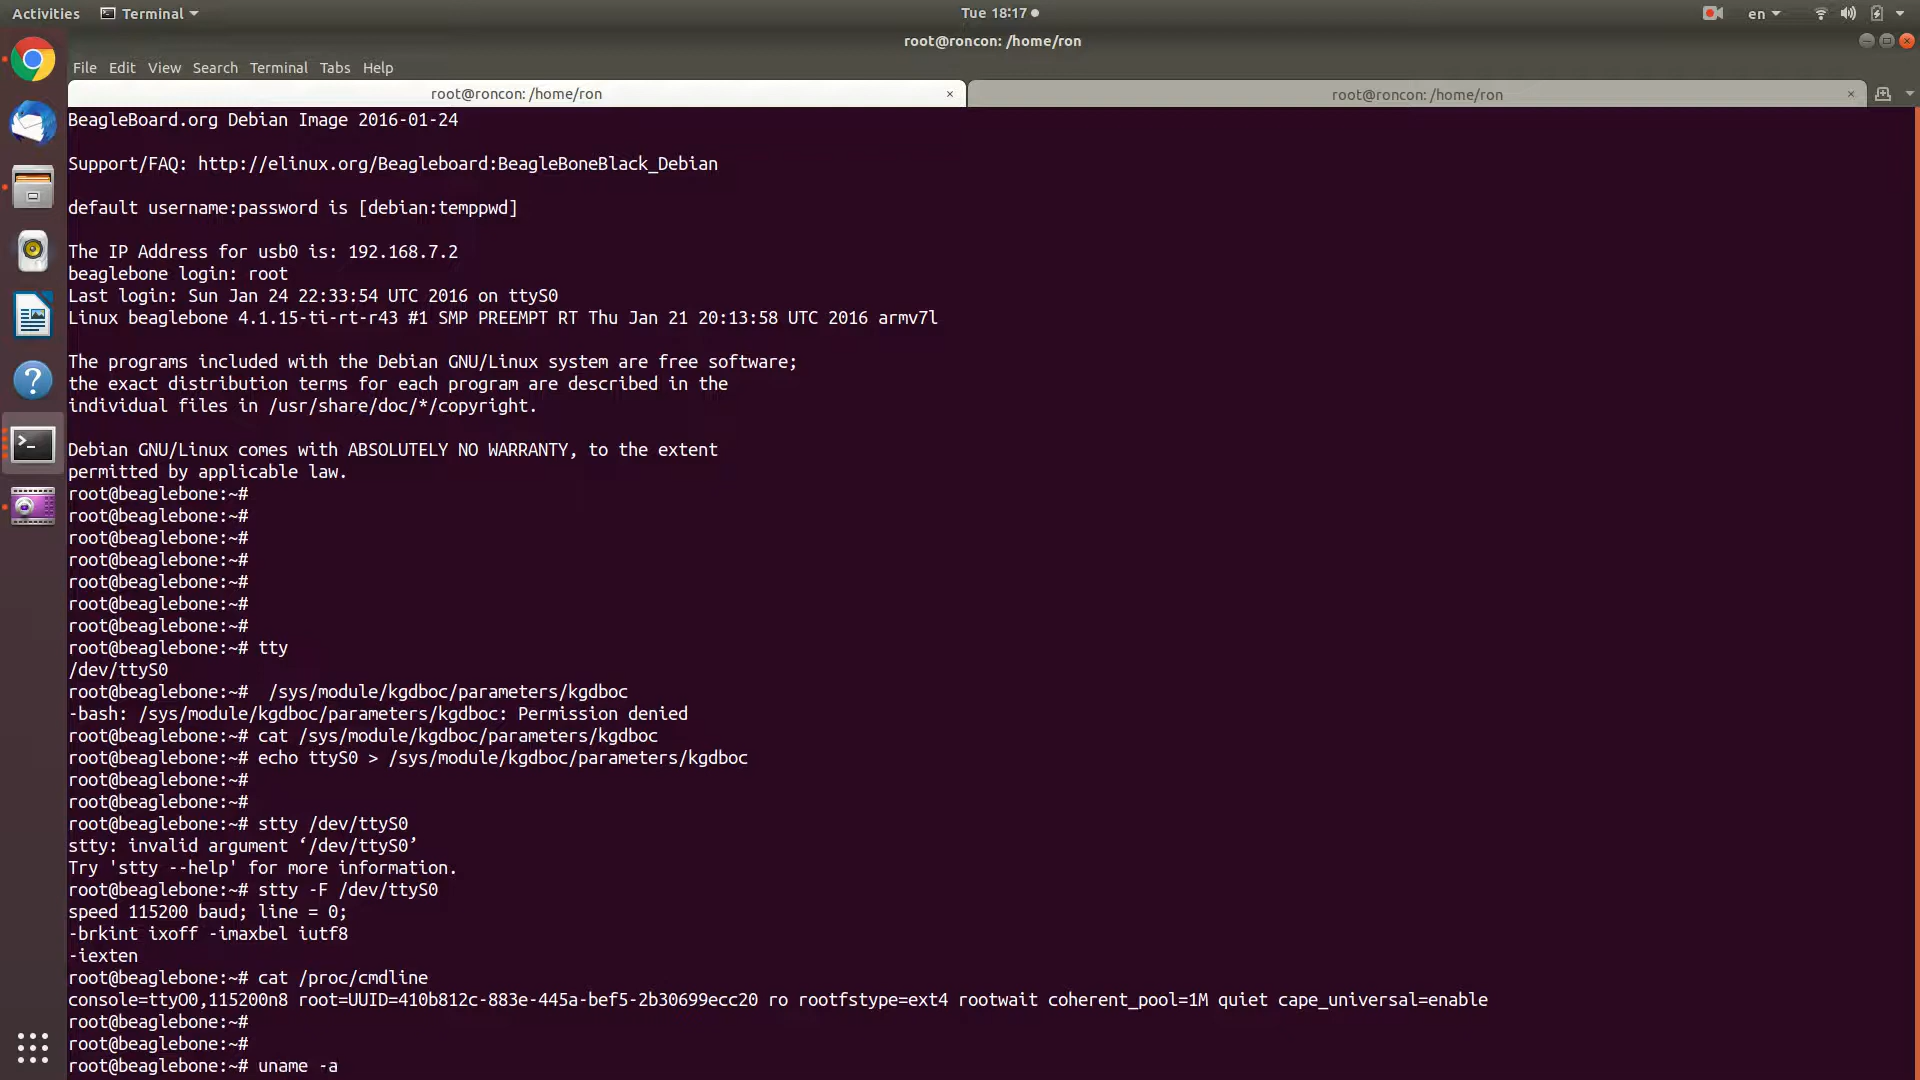 Activities Terminal Tue 18:17 en
root@roncon: /home/ron
File Edit View Search Terminal Tabs Help
root@roncon: /home/ron × root@roncon: /home/ron ×
BeagleBoard.org Debian Image 2016-01-24
Support/FAQ: http://elinux.org/Beagleboard:BeagleBoneBlack_Debian
default username:password is [debian:temppwd]
The IP Address for usb0 is: 192.168.7.2
beaglebone login: root
Last login: Sun Jan 24 22:33:54 UTC 2016 on ttyS0
Linux beaglebone 4.1.15-ti-rt-r43 #1 SMP PREEMPT RT Thu Jan 21 20:13:58 UTC 2016 armv7l
The programs included with the Debian GNU/Linux system are free software;
the exact distribution terms for each program are described in the
individual files in /usr/share/doc/*/copyright.
Debian GNU/Linux comes with ABSOLUTELY NO WARRANTY, to the extent
permitted by applicable law.
root@beaglebone:~#
root@beaglebone:~#
root@beaglebone:~#
root@beaglebone:~#
root@beaglebone:~#
root@beaglebone:~#
root@beaglebone:~#
root@beaglebone:~# tty
/dev/ttyS0
root@beaglebone:~#  /sys/module/kgdboc/parameters/kgdboc
-bash: /sys/module/kgdboc/parameters/kgdboc: Permission denied
root@beaglebone:~# cat /sys/module/kgdboc/parameters/kgdboc
root@beaglebone:~# echo ttyS0 > /sys/module/kgdboc/parameters/kgdboc
root@beaglebone:~#
root@beaglebone:~#
root@beaglebone:~# stty /dev/ttyS0
stty: invalid argument ‘/dev/ttyS0’
Try 'stty --help' for more information.
root@beaglebone:~# stty -F /dev/ttyS0
speed 115200 baud; line = 0;
-brkint ixoff -imaxbel iutf8
-iexten
root@beaglebone:~# cat /proc/cmdline
console=ttyO0,115200n8 root=UUID=410b812c-883e-445a-bef5-2b30699ecc20 ro rootfstype=ext4 rootwait coherent_pool=1M quiet cape_universal=enable
root@beaglebone:~#
root@beaglebone:~#
root@beaglebone:~# uname -a